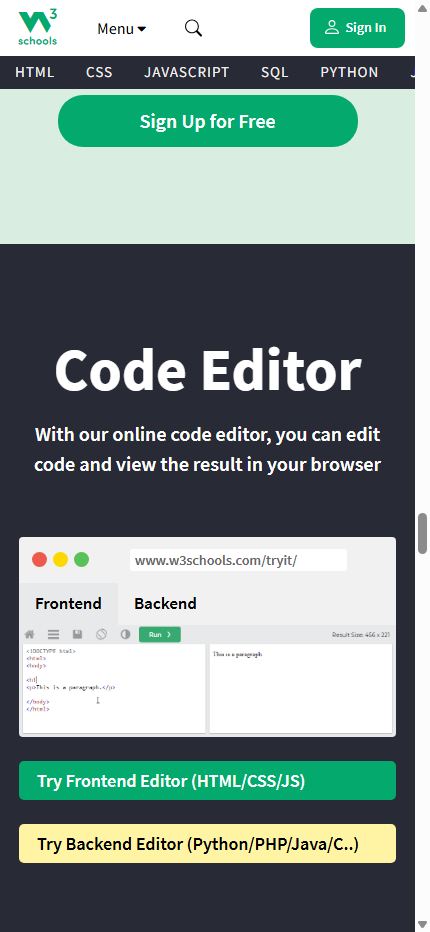 W3
schools
Menu
Sign In
HTML CSS JAVASCRIPT SQL PYTHON
Sign Up for Free
Code Editor
With our online code editor, you can edit
code and view the result in your browser
www.w3schools.com/tryit/
Frontend Backend
Run ❯ Result Size: 456 x 221
<!DOCTYPE html>
<html>
<body>
<h
<p>This is a paragraph.</p>
</body>
</html>
This is a paragraph.
Try Frontend Editor (HTML/CSS/JS)
Try Backend Editor (Python/PHP/Java/C..)